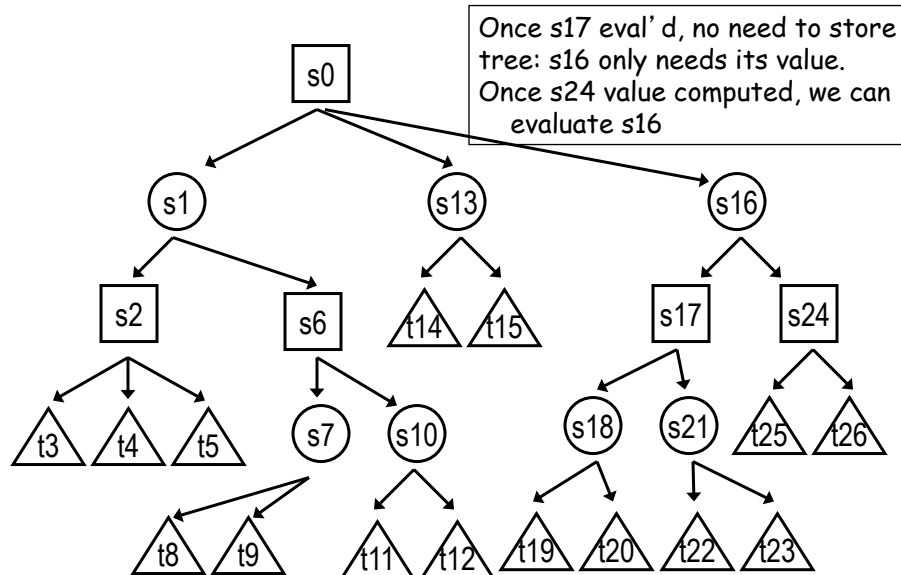 Once s17 eval’d, no need to store
tree: s16 only needs its value.
Once s24 value computed, we can
evaluate s16
s0
s1
s13
s16
s2
s6
t14
t15
s17
s24
t3
t4
t5
s7
s10
s18
s21
t25
t26
t8
t9
t11
t12
t19
t20
t22
t23